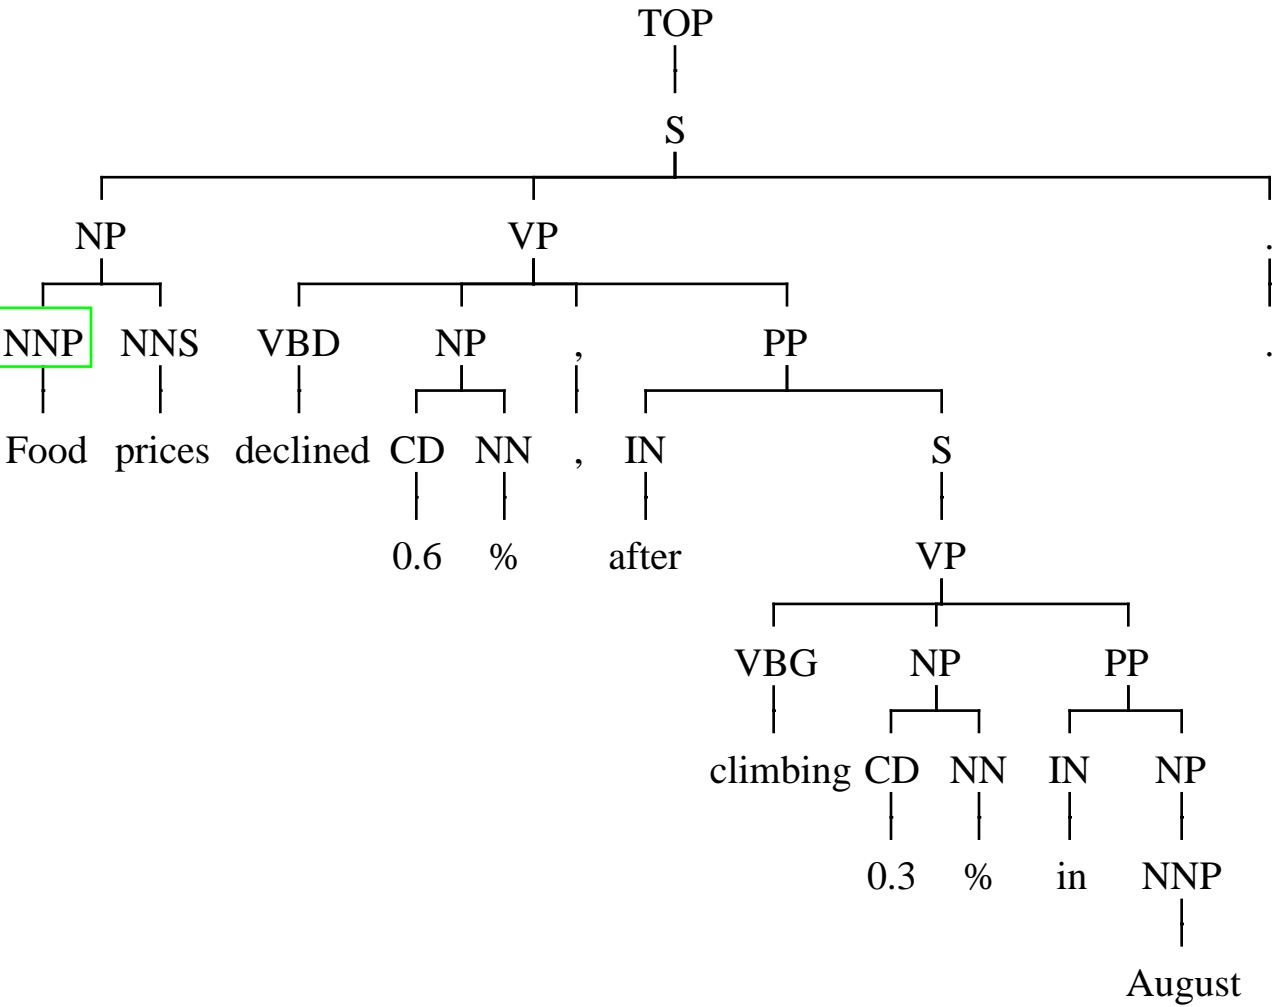 TOP
S
NP VP .
NNP NNS VBD NP , PP .
Food prices declined CD NN , IN S
0.6 % after VP
VBG NP PP
climbing CD NN IN NP
0.3 % in NNP
August